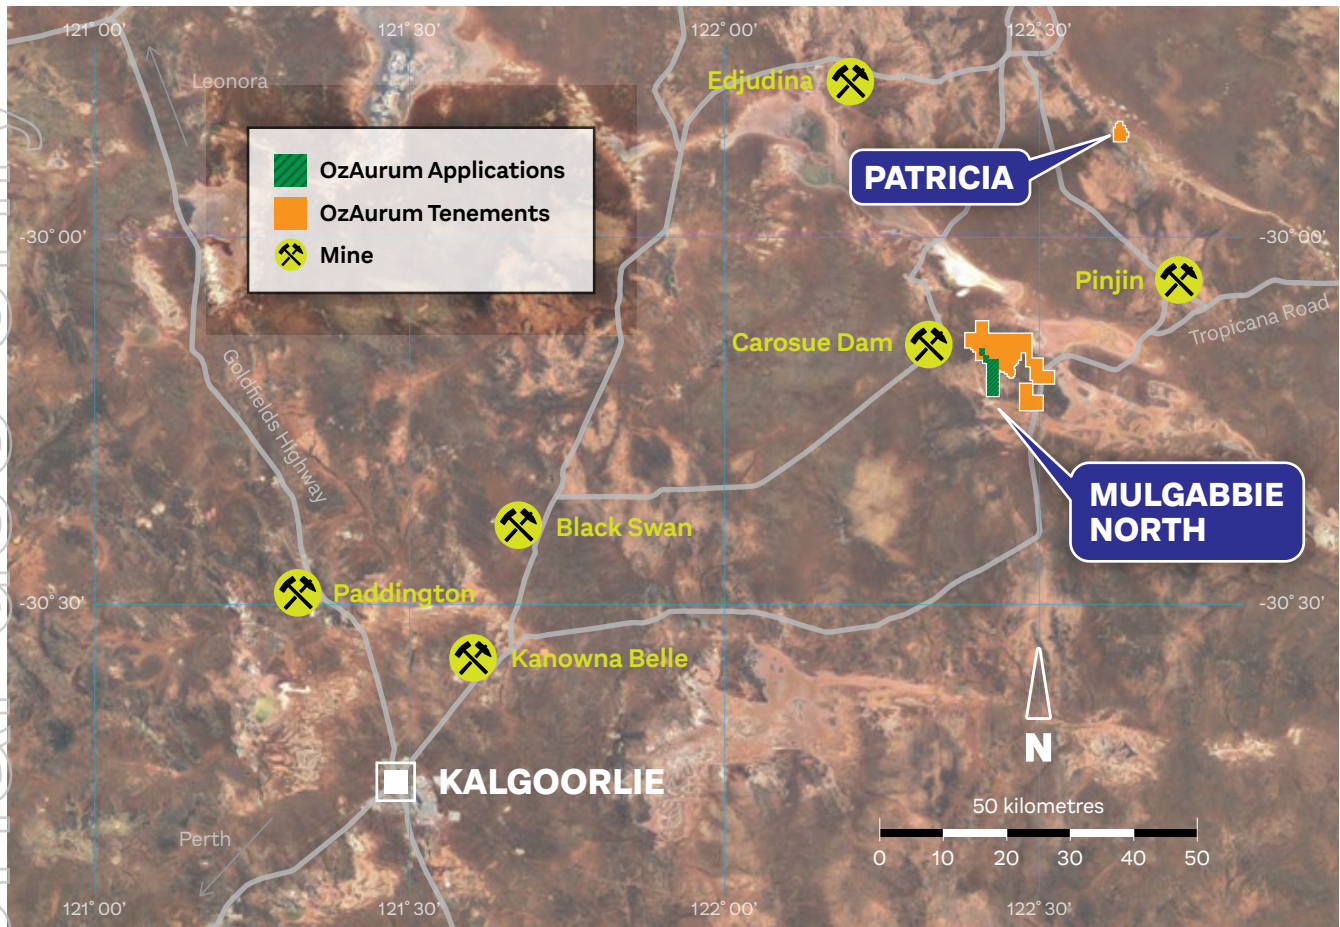 121° 00’
121° 30’
122° 00’
122° 30’
Leonora
Edjudina
OzAurum Applications
OzAurum Tenements
Mine
PATRICIA
-30° 00’
-30° 00’
Pinjin
Tropicana Road
Carosue Dam
Goldfields HIghway
MULGABBIE
NORTH
Black Swan
Paddington
-30° 30’
-30° 30’
Kanowna Belle
N
KALGOORLIE
50 kilometres
Perth
0 10 20 30 40 50
121° 00’
121° 30’
122° 00’
122° 30’